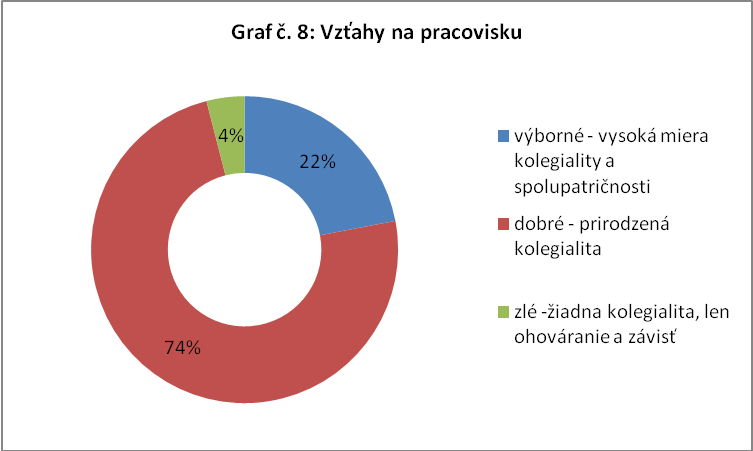 Graf č. 8: Vzťahy na pracovisku
4%
22%
74%
výborné - vysoká miera
kolegiality a
spolupatričnosti
dobré - prirodzená
kolegialita
zlé -žiadna kolegialita, len
ohováranie a závisť